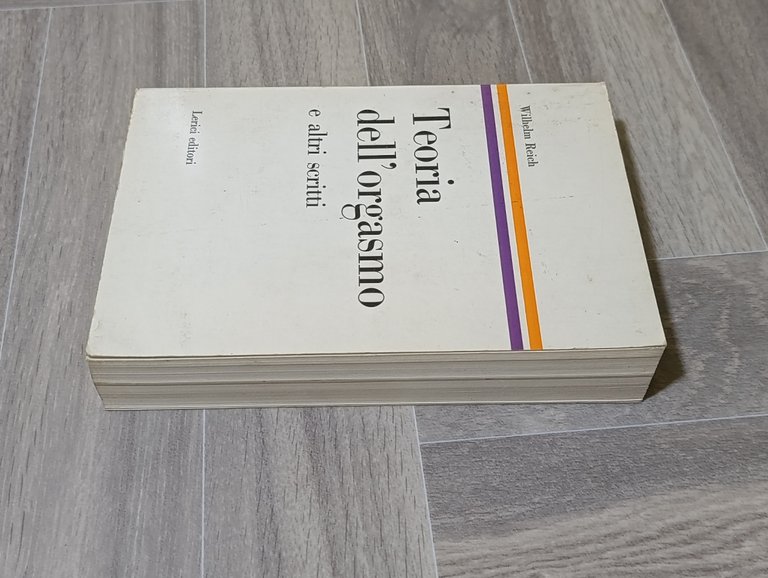 Wilhelm Reich
Teoria
dell'orgasmo
e altri scritti
Lerici editori